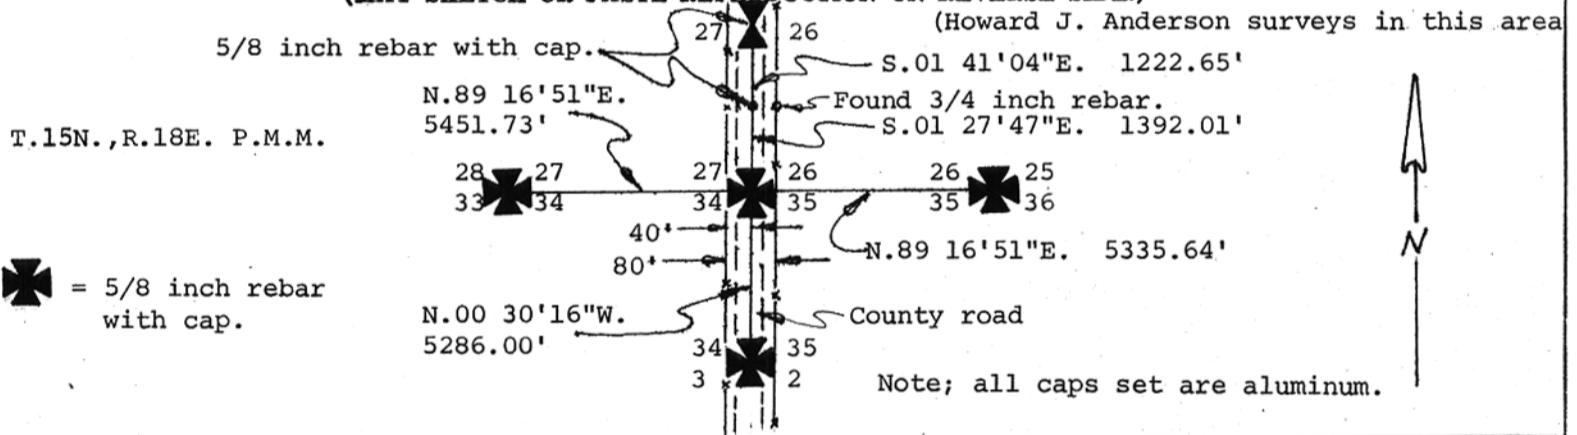 (Howard J. Anderson surveys in this area
27 26
5/8 inch rebar with cap.
S.01 41'04"E. 1222.65'
N.89 16'51"E.
5451.73'
Found 3/4 inch rebar.
S.01 27'47"E. 1392.01'
T.15N.,R.18E. P.M.M.
28 27 27 26 26 25
33 34 34 35 35 36
40'
80'
N.89 16'51"E. 5335.64'
= 5/8 inch rebar
with cap.
N.00 30'16"W.
5286.00'
County road
34 35
3 2
Note; all caps set are aluminum.
N